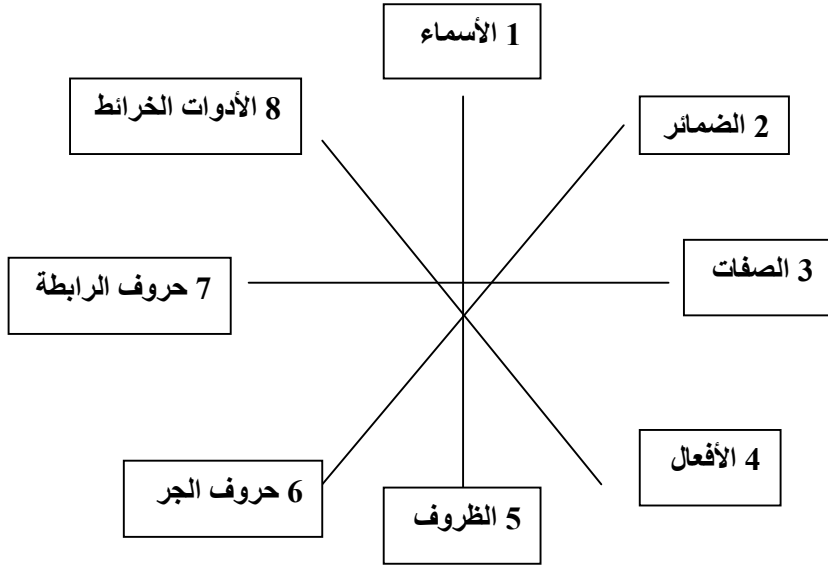 1 الأسماء
2 الضمائر
3 الصفات
4 الأفعال
5 الظروف
6 حروف الجر
7 حروف الرابطة
8 الأدوات الخرائط